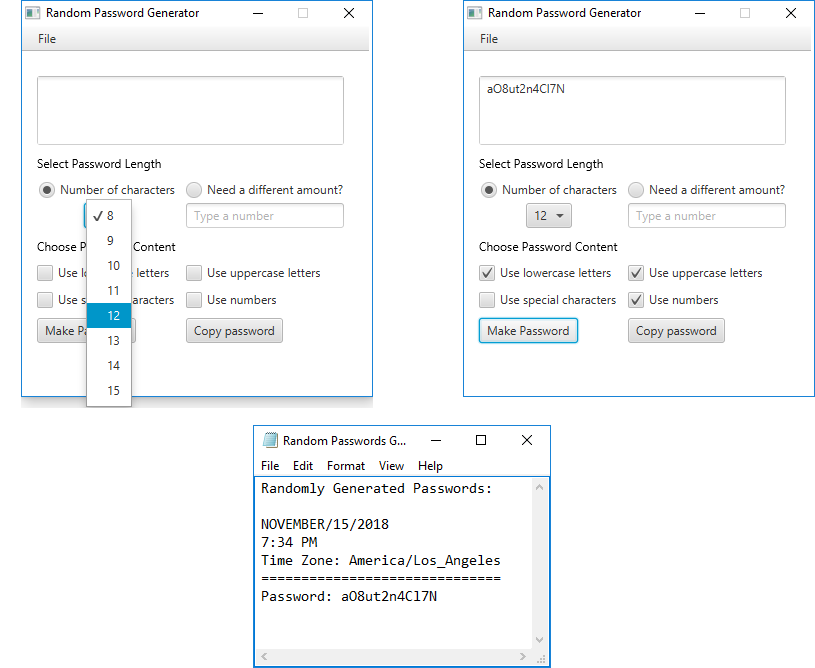 Random Password Generator
File
Select Password Length
Number of characters
Need a different amount?
✓ 8
9
10
11
12
13
14
15
Type a number
Choose P
Content
Use lo
letters
Use uppercase letters
Use s
aracters
Use numbers
Make Pa
Copy password
Random Password Generator
File
aO8ut2n4Cl7N
Select Password Length
Number of characters
Need a different amount?
12
Type a number
Choose Password Content
Use lowercase letters
Use uppercase letters
Use special characters
Use numbers
Make Password
Copy password
Random Passwords G...
File Edit Format View Help
Randomly Generated Passwords:
NOVEMBER/15/2018
7:34 PM
Time Zone: America/Los_Angeles
==============================
Password: aO8ut2n4Cl7N